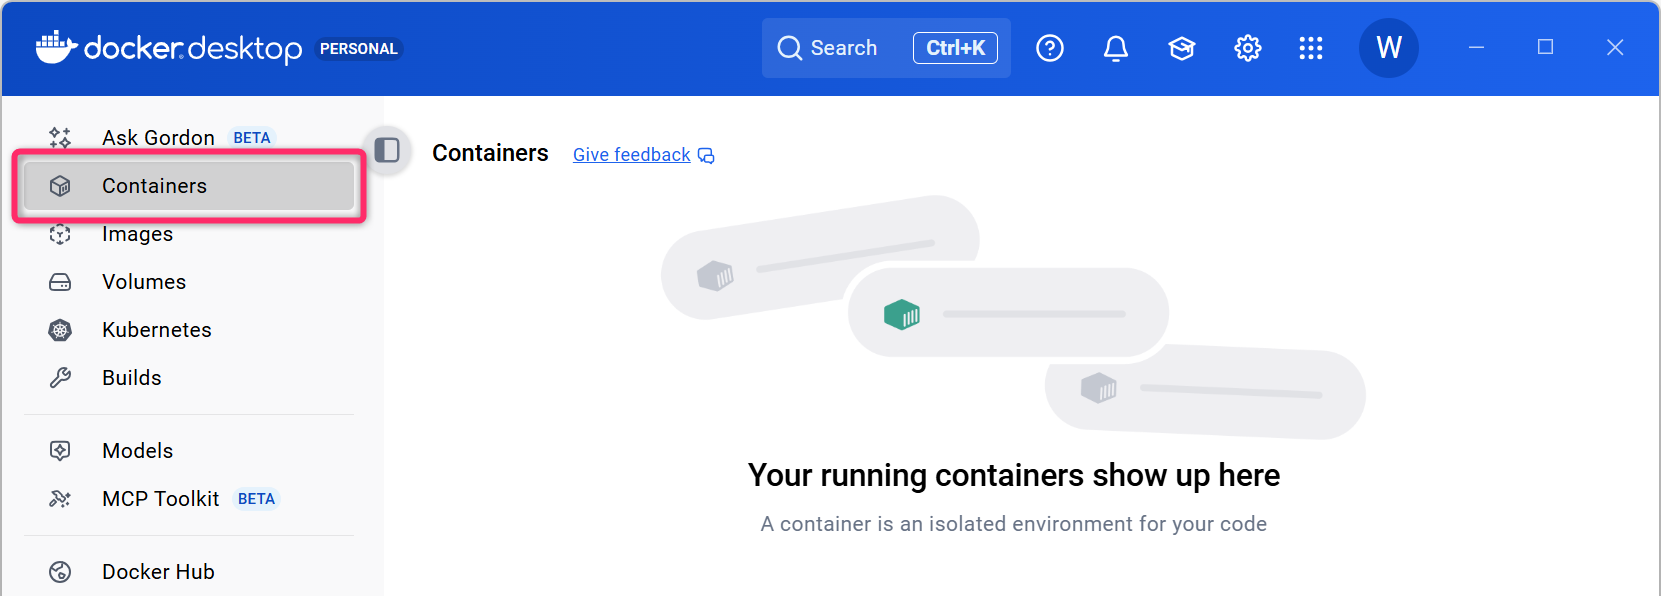 docker desktop PERSONAL
Search Ctrl+K
W
Ask Gordon BETA
Containers
Images
Volumes
Kubernetes
Builds
Models
MCP Toolkit BETA
Docker Hub
Containers Give feedback
Your running containers show up here
A container is an isolated environment for your code